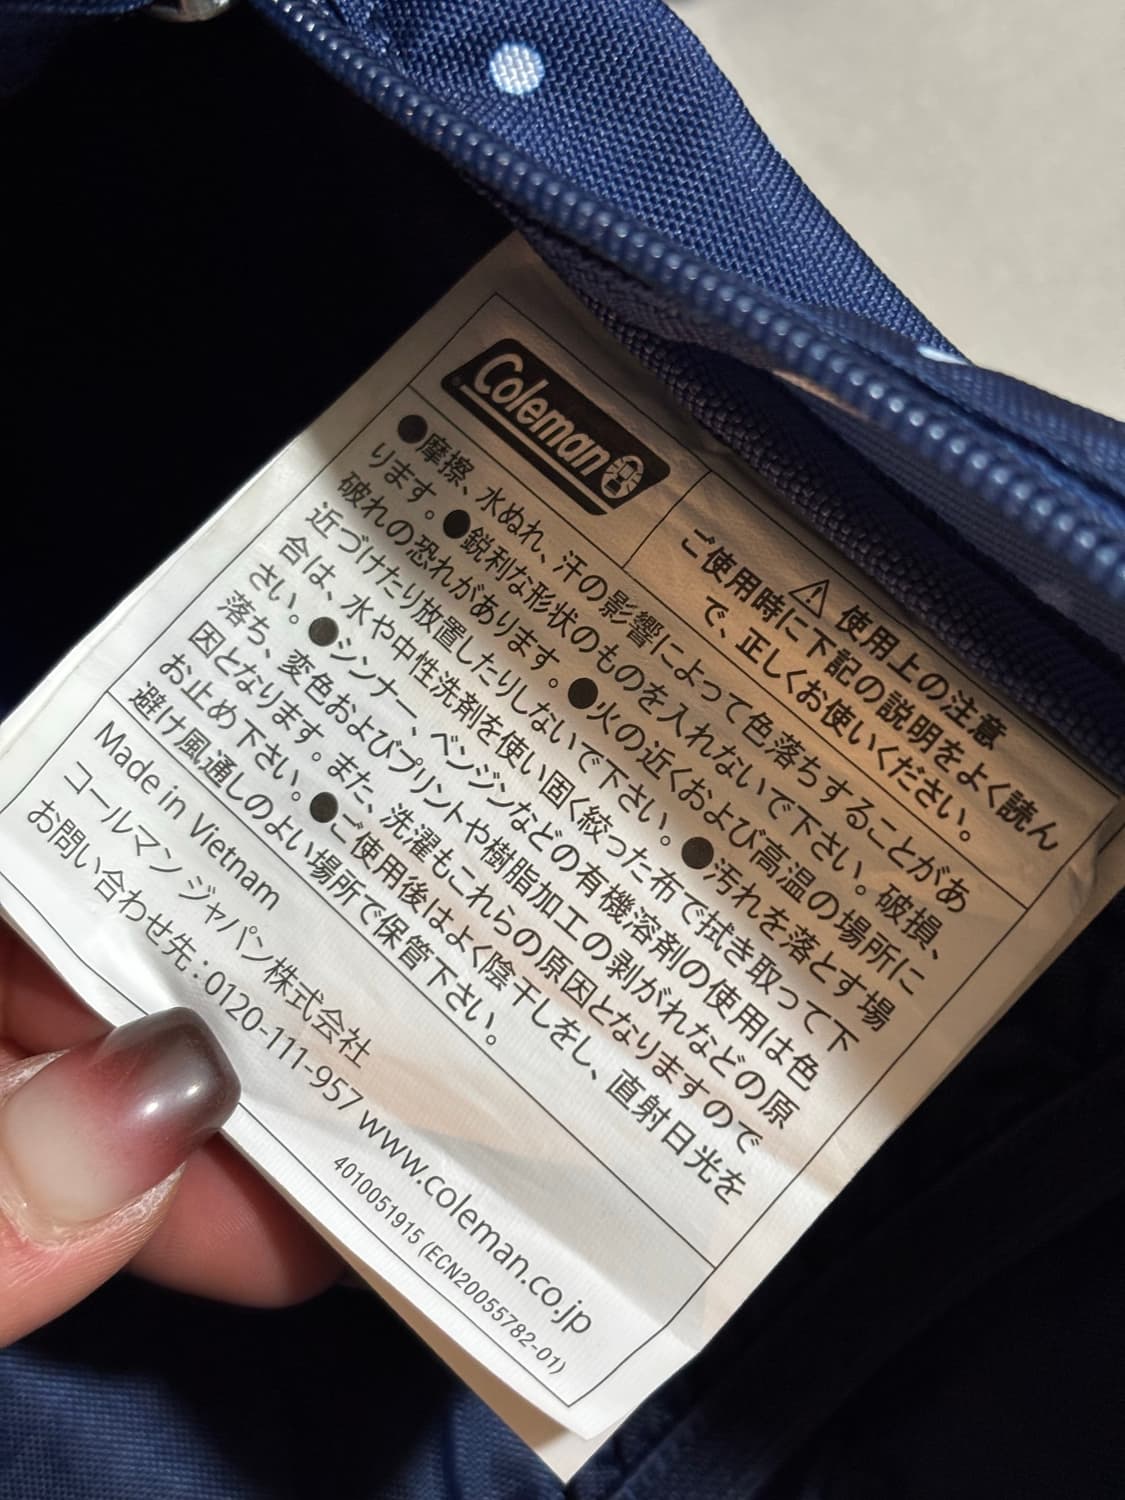 Coleman
⚠ 使用上の注意
ご使用時に下記の説明をよく読ん
で、正しくお使いください。
●摩擦、水ぬれ、汗の影響によって色落ちすることがあ
ります。●鋭利な形状のものを入れないで下さい。破損、
破れの恐れがあります。●火の近くおよび高温の場所に
近づけたり放置したりしないで下さい。●汚れを落とす場
合は、水や中性洗剤を使い固く絞った布で拭き取って下
さい。●シンナー、ベンジンなどの有機溶剤の使用は色
落ち、変色およびプリントや樹脂加工の剥がれなどの原
因となります。また、洗濯もこれらの原因となりますので
お止め下さい。●ご使用後はよく陰干しをし、直射日光を
避け風通しのよい場所で保管下さい。
Made in Vietnam
コールマン ジャパン株式会社
お問い合わせ先：0120-111-957 www.coleman.co.jp
4010051915 (ECN20055782-01)